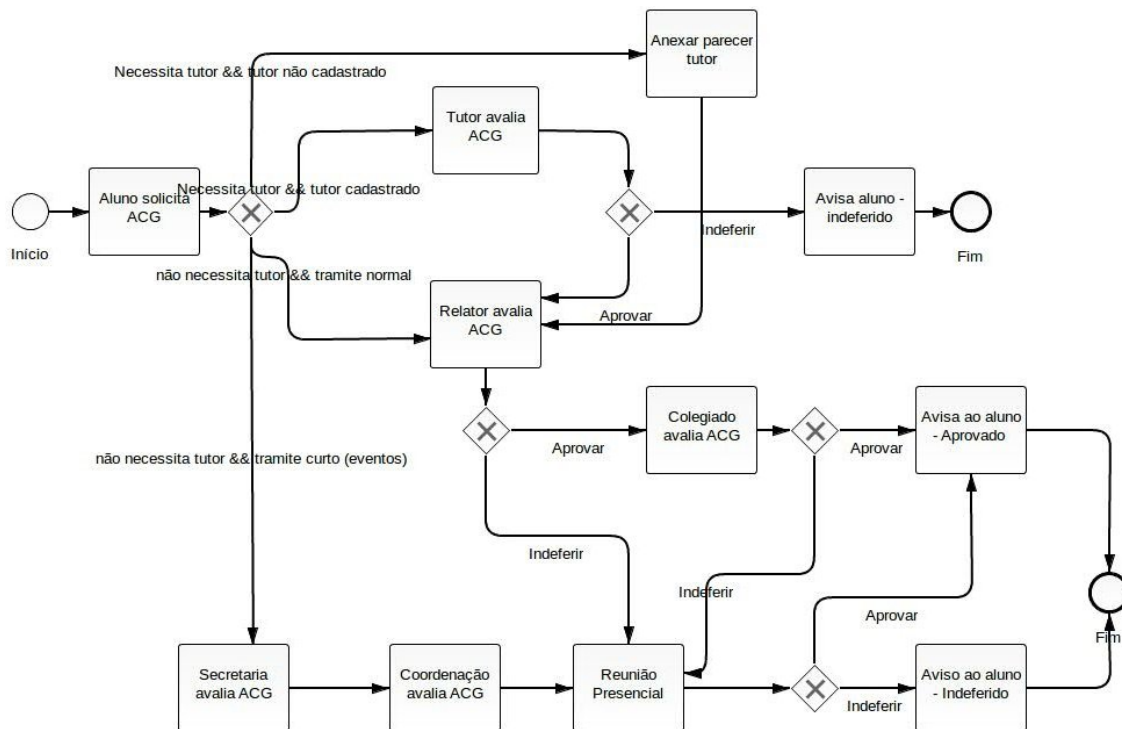 Anexar parecer
tutor
Necessita tutor && tutor não cadastrado
Tutor avalia
ACG
Aluno solicita
ACG
Necessita tutor && tutor cadastrado
Avisa aluno -
indeferido
Início
Indeferir
Fim
não necessita tutor && tramite normal
Relator avalia
ACG
Aprovar
Colegiado
avalia ACG
Avisa ao aluno
- Aprovado
Aprovar
Aprovar
não necessita tutor && tramite curto (eventos)
Indeferir
Indeferir
Aprovar
Fim
Secretaria
avalia ACG
Coordenação
avalia ACG
Reunião
Presencial
Aviso ao aluno
- Indeferido
Indeferir